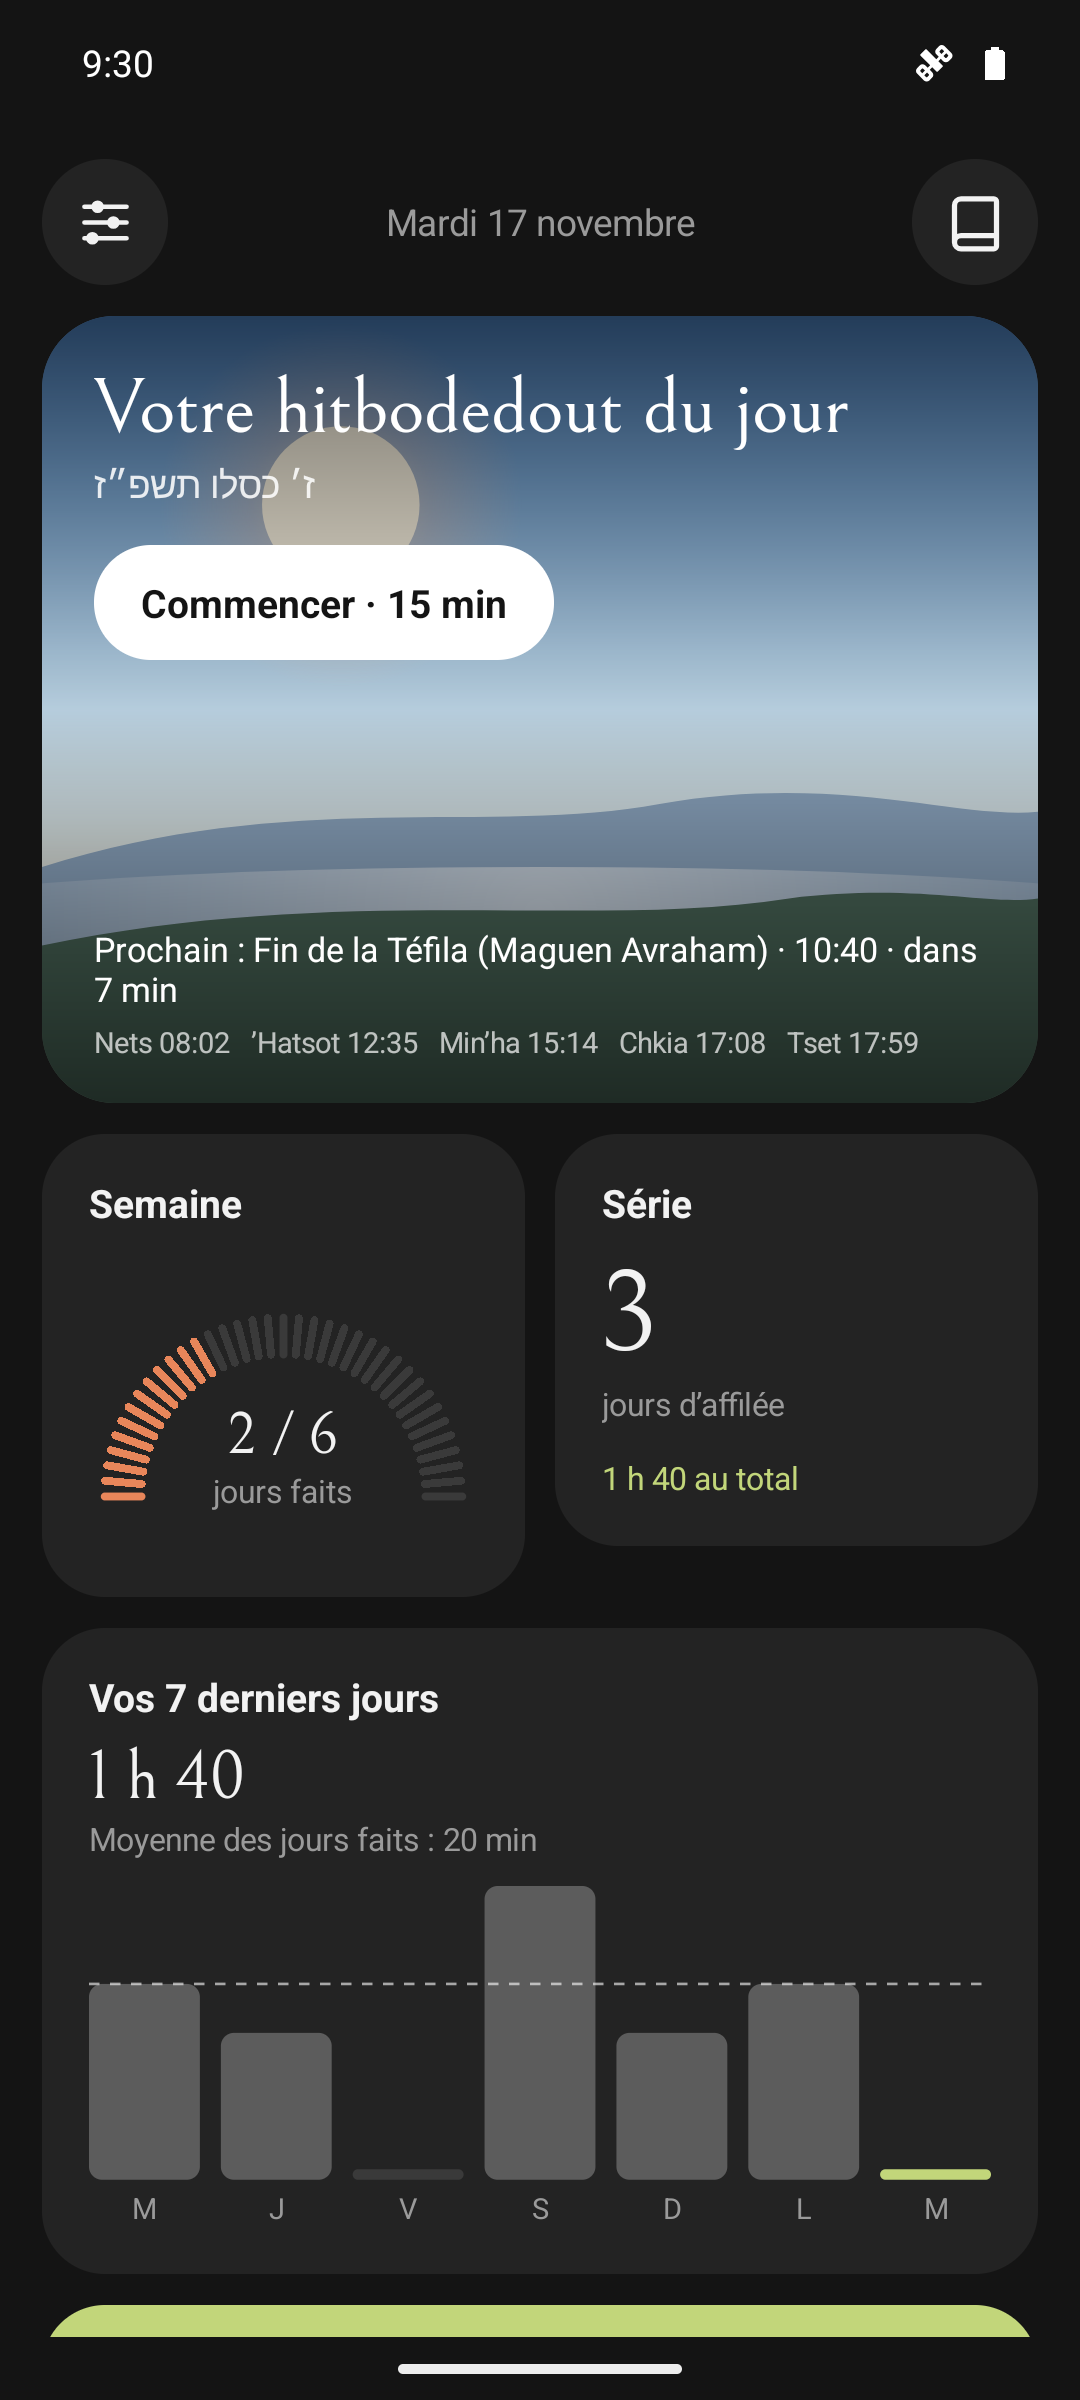 9:30
Mardi 17 novembre
Votre hitbodedout du jour
ז׳ כסלו תשפ״ז
Commencer · 15 min
Prochain : Fin de la Téfila (Maguen Avraham) · 10:40 · dans
7 min
Nets 08:02 ’Hatsot 12:35 Min’ha 15:14 Chkia 17:08 Tset 17:59
Semaine
2 / 6
jours faits
Série
3
jours d’affilée
1 h 40 au total
Vos 7 derniers jours
1 h 40
Moyenne des jours faits : 20 min
M J V S D L M